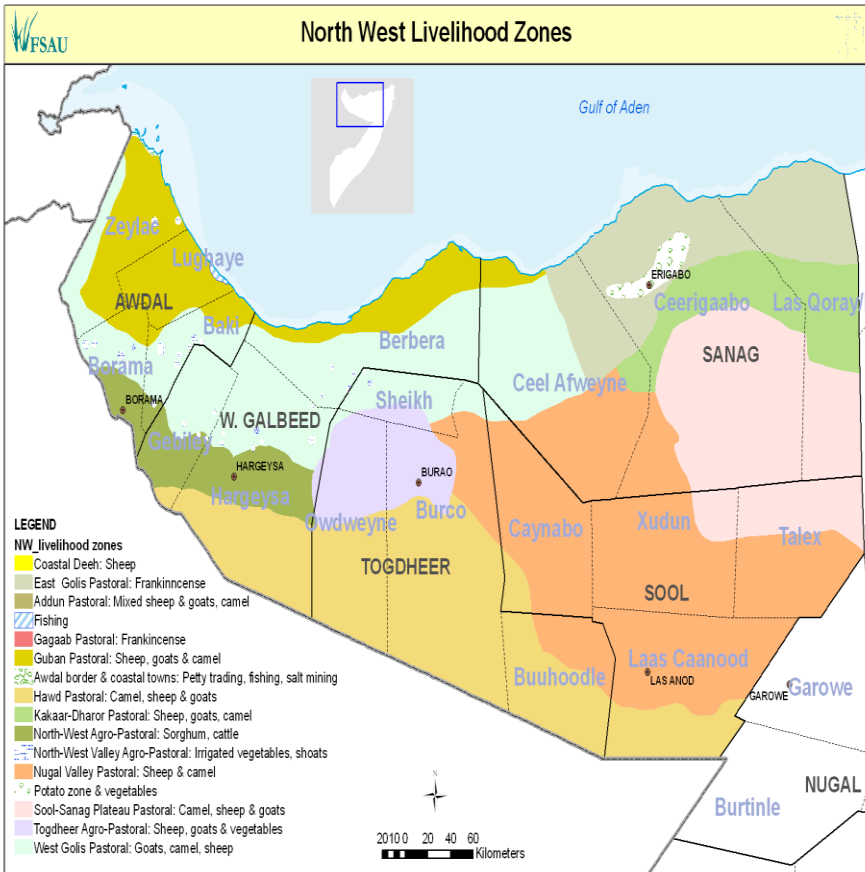 FSAU
North West Livelihood Zones
Gulf of Aden
Zeylac
Lughaye
AWDAL
Baki
Berbera
ERIGABO
Ceerigaabo
Las Qoray/
SANAG
Borama
BORAMA
Sheikh
Ceel Afweyne
W. GALBEED
Gebiley
HARGEYSA
Hargeysa
BURAO
Burco
Owdweyne
Caynabo
Xudun
Talex
TOGDHEER
SOOL
Buuhoodle
Laas Caanood
LAS ANOD
GAROWE
Garowe
NUGAL
Burtinle
LEGEND
NW_livelihood zones
Coastal Deeh: Sheep
East Golis Pastoral: Frankinncense
Addun Pastoral: Mixed sheep & goats, camel
Fishing
Gagaab Pastoral: Frankincense
Guban Pastoral: Sheep, goats & camel
Awdal border & coastal towns: Petty trading, fishing, salt mining
Hawd Pastoral: Camel, sheep & goats
Kakaar-Dharor Pastoral: Sheep, goats, camel
North-West Agro-Pastoral: Sorghum, cattle
North-West Valley Agro-Pastoral: Irrigated vegetables, shoats
Nugal Valley Pastoral: Sheep & camel
Potato zone & vegetables
Sool-Sanag Plateau Pastoral: Camel, sheep & goats
Togdheer Agro-Pastoral: Sheep, goats & vegetables
West Golis Pastoral: Goats, camel, sheep
N
2010 0 20 40 60
Kilometers